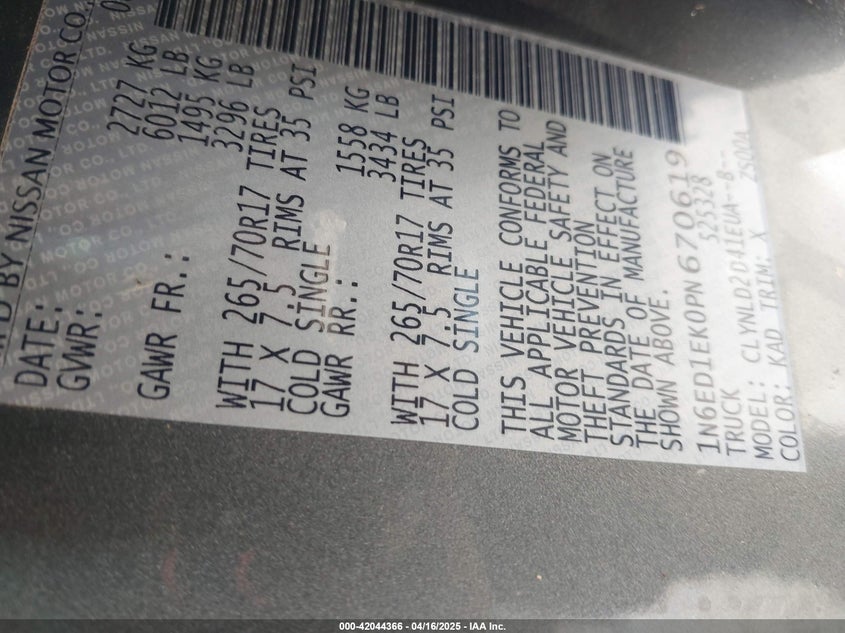 D BY NISSAN MOTOR CO.,
DATE:
GVWR: 2727 KG
6012 LB
GAWR FR.: 1495 KG
3296 LB
WITH 265/70R17 TIRES
17 X 7.5 RIMS AT 35 PSI
COLD SINGLE
GAWR RR.: 1558 KG
3434 LB
WITH 265/70R17 TIRES
17 X 7.5 RIMS AT 35 PSI
COLD SINGLE
THIS VEHICLE CONFORMS TO
ALL APPLICABLE FEDERAL
MOTOR VEHICLE SAFETY AND
THEFT PREVENTION
STANDARDS IN EFFECT ON
THE DATE OF MANUFACTURE
SHOWN ABOVE.
1N6ED1EK0PN670619
TRUCK 525328
MODEL: CLYNLD2D41EUA--B--
COLOR: KAD TRIM: X 2S00A
000-42044366 - 04/16/2025 - IAA Inc.